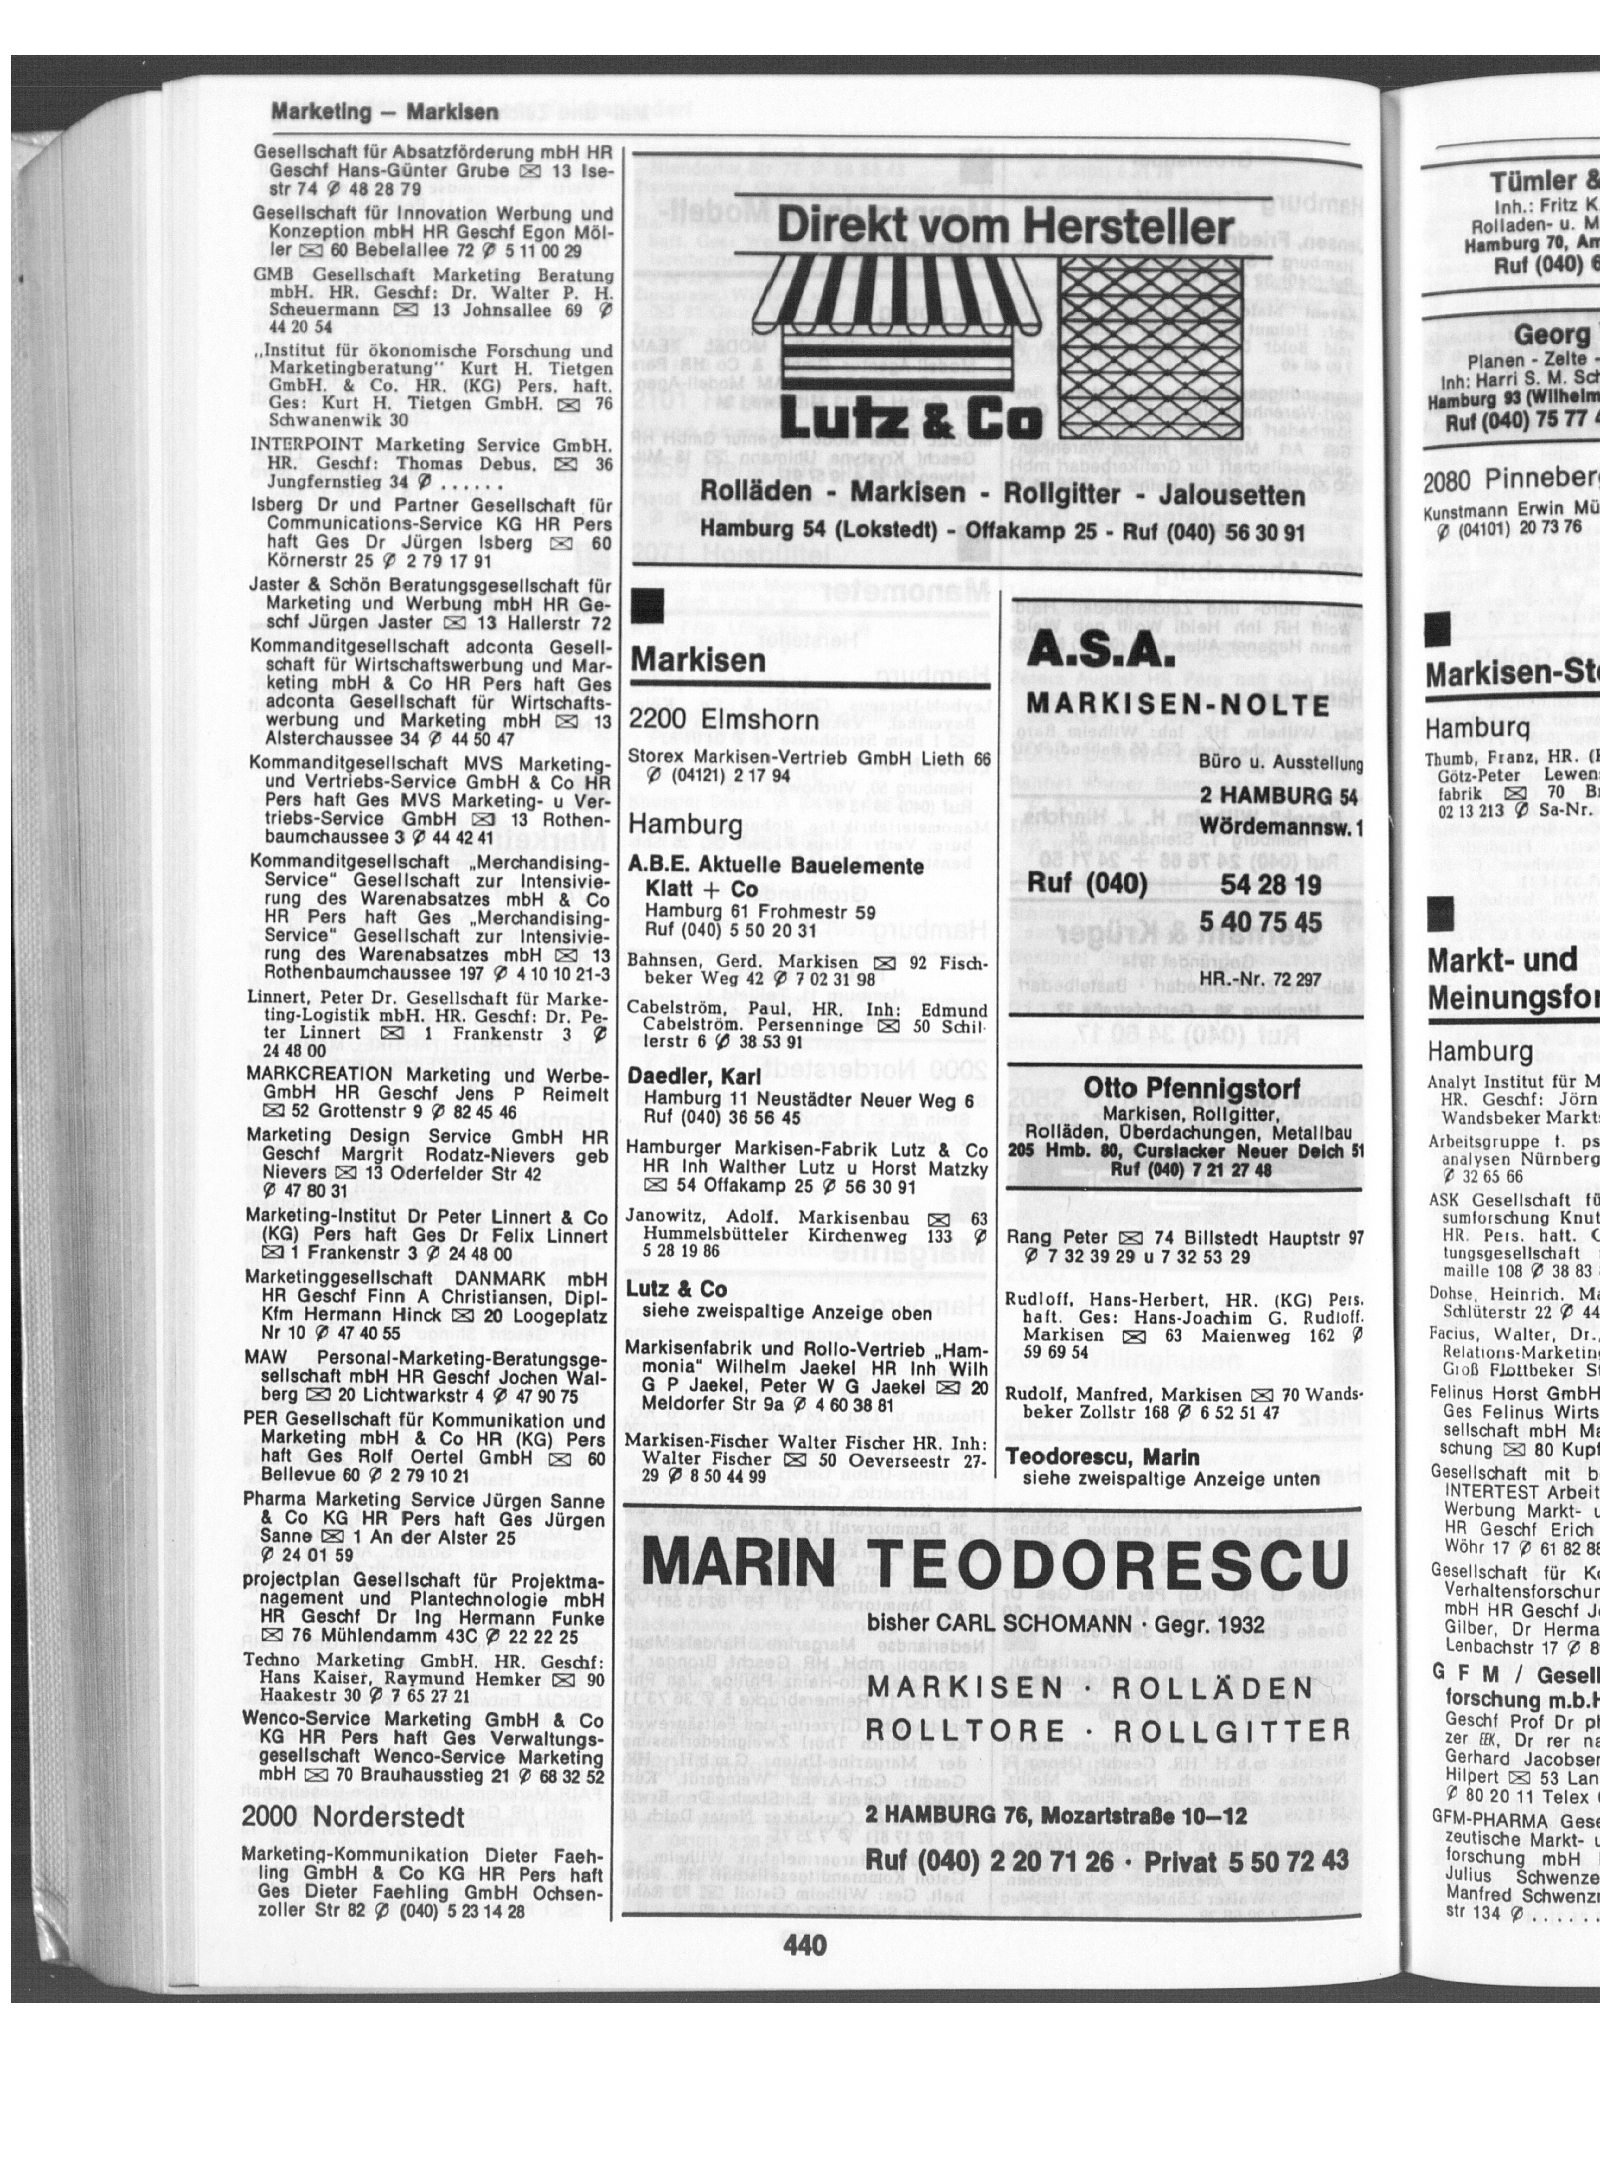 Marketing — Markisen
Gesellschaft für Absatzförderung mbH HR
Geschf Hans-Günter Grube ✉ 13 Ise-
str 74 ✆ 48 28 79
Gesellschaft für Innovation Werbung und
Konzeption mbH HR Geschf Egon Möl-
ler ✉ 60 Bebelallee 72 ✆ 5 11 00 29
GMB Gesellschaft Marketing Beratung
mbH. HR. Geschf: Dr. Walter P. H.
Scheuermann ✉ 13 Johnsallee 69 ✆
44 20 54
„Institut für ökonomische Forschung und
Marketingberatung" Kurt H. Tietgen
GmbH. & Co. HR. (KG) Pers. haft.
Ges: Kurt H. Tietgen GmbH. ✉ 76
Schwanenwik 30
INTERPOINT Marketing Service GmbH.
HR. Geschf: Thomas Debus. ✉ 36
Jungfernstieg 34 ✆ . . . . . .
Isberg Dr und Partner Gesellschaft für
Communications-Service KG HR Pers
haft Ges Dr Jürgen Isberg ✉ 60
Körnerstr 25 ✆ 2 79 17 91
Jaster & Schön Beratungsgesellschaft für
Marketing und Werbung mbH HR Ge-
schf Jürgen Jaster ✉ 13 Hallerstr 72
Kommanditgesellschaft adconta Gesell-
schaft für Wirtschaftswerbung und Mar-
keting mbH & Co HR Pers haft Ges
adconta Gesellschaft für Wirtschafts-
werbung und Marketing mbH ✉ 13
Alsterchaussee 34 ✆ 44 50 47
Kommanditgesellschaft MVS Marketing-
und Vertriebs-Service GmbH & Co HR
Pers haft Ges MVS Marketing- u Ver-
triebs-Service GmbH ✉ 13 Rothen-
baumchaussee 3 ✆ 44 42 41
Kommanditgesellschaft „Merchandising-
Service" Gesellschaft zur Intensivie-
rung des Warenabsatzes mbH & Co
HR Pers haft Ges „Merchandising-
Service" Gesellschaft zur Intensivie-
rung des Warenabsatzes mbH ✉ 13
Rothenbaumchaussee 197 ✆ 4 10 10 21-3
Linnert, Peter Dr. Gesellschaft für Marke-
ting-Logistik mbH. HR. Geschf: Dr. Pe-
ter Linnert ✉ 1 Frankenstr 3 ✆
24 48 00
MARKCREATION Marketing und Werbe-
GmbH HR Geschf Jens P Reimelt
✉ 52 Grottenstr 9 ✆ 82 45 46
Marketing Design Service GmbH HR
Geschf Margrit Rodatz-Nievers geb
Nievers ✉ 13 Oderfelder Str 42
✆ 47 80 31
Marketing-Institut Dr Peter Linnert & Co
(KG) Pers haft Ges Dr Felix Linnert
✉ 1 Frankenstr 3 ✆ 24 48 00
Marketinggesellschaft DANMARK mbH
HR Geschf Finn A Christiansen, Dipl-
Kfm Hermann Hinck ✉ 20 Loogeplatz
Nr 10 ✆ 47 40 55
MAW Personal-Marketing-Beratungsge-
sellschaft mbH HR Geschf Jochen Wal-
berg ✉ 20 Lichtwarkstr 4 ✆ 47 90 75
PER Gesellschaft für Kommunikation und
Marketing mbH & Co HR (KG) Pers
haft Ges Rolf Oertel GmbH ✉ 60
Bellevue 60 ✆ 2 79 10 21
Pharma Marketing Service Jürgen Sanne
& Co KG HR Pers haft Ges Jürgen
Sanne ✉ 1 An der Alster 25
✆ 24 01 59
projectplan Gesellschaft für Projektma-
nagement und Plantechnologie mbH
HR Geschf Dr Ing Hermann Funke
✉ 76 Mühlendamm 43C ✆ 22 22 25
Techno Marketing GmbH. HR. Geschf:
Hans Kaiser, Raymund Hemker ✉ 90
Haakestr 30 ✆ 7 65 27 21
Wenco-Service Marketing GmbH & Co
KG HR Pers haft Ges Verwaltungs-
gesellschaft Wenco-Service Marketing
mbH ✉ 70 Brauhausstieg 21 ✆ 68 32 52
2000 Norderstedt
Marketing-Kommunikation Dieter Faeh-
ling GmbH & Co KG HR Pers haft
Ges Dieter Faehling GmbH Ochsen-
zoller Str 82 ✆ (040) 5 23 14 28
Direkt vom Hersteller
Lutz & Co
Rolläden - Markisen - Rollgitter - Jalousetten
Hamburg 54 (Lokstedt) - Offakamp 25 - Ruf (040) 56 30 91
Markisen
2200 Elmshorn
Storex Markisen-Vertrieb GmbH Lieth 66
✆ (04121) 2 17 94
Hamburg
A.B.E. Aktuelle Bauelemente
Klatt + Co
Hamburg 61 Frohmestr 59
Ruf (040) 5 50 20 31
Bahnsen, Gerd. Markisen ✉ 92 Fisch-
beker Weg 42 ✆ 7 02 31 98
Cabelström, Paul, HR. Inh: Edmund
Cabelström. Persenninge ✉ 50 Schil-
lerstr 6 ✆ 38 53 91
Daedler, Karl
Hamburg 11 Neustädter Neuer Weg 6
Ruf (040) 36 56 45
Hamburger Markisen-Fabrik Lutz & Co
HR Inh Walther Lutz u Horst Matzky
✉ 54 Offakamp 25 ✆ 56 30 91
Janowitz, Adolf. Markisenbau ✉ 63
Hummelsbütteler Kirchenweg 133 ✆
5 28 19 86
Lutz & Co
siehe zweispaltige Anzeige oben
Markisenfabrik und Rollo-Vertrieb „Ham-
monia" Wilhelm Jaekel HR Inh Wilh
G P Jaekel, Peter W G Jaekel ✉ 20
Meldorfer Str 9a ✆ 4 60 38 81
Markisen-Fischer Walter Fischer HR. Inh:
Walter Fischer ✉ 50 Oeverseestr 27-
29 ✆ 8 50 44 99
A.S.A.
MARKISEN-NOLTE
Büro u. Ausstellung
2 HAMBURG 54
Wördemannsw. 1
Ruf (040) 54 28 19
5 40 75 45
HR.-Nr. 72 297
Otto Pfennigstorf
Markisen, Rollgitter,
Rolläden, Überdachungen, Metallbau
205 Hmb. 80, Curslacker Neuer Deich 51
Ruf (040) 7 21 27 48
Rang Peter ✉ 74 Billstedt Hauptstr 97
✆ 7 32 39 29 u 7 32 53 29
Rudloff, Hans-Herbert, HR. (KG) Pers.
haft. Ges: Hans-Joachim G. Rudloff.
Markisen ✉ 63 Maienweg 162 ✆
59 69 54
Rudolf, Manfred, Markisen ✉ 70 Wands-
beker Zollstr 168 ✆ 6 52 51 47
Teodorescu, Marin
siehe zweispaltige Anzeige unten
MARIN TEODORESCU
bisher CARL SCHOMANN · Gegr. 1932
MARKISEN · ROLLÄDEN
ROLLTORE · ROLLGITTER
2 HAMBURG 76, Mozartstraße 10–12
Ruf (040) 2 20 71 26 · Privat 5 50 72 43
440
Tümler &
Inh.: Fritz K.
Rolladen- u. M
Hamburg 70, Am
Ruf (040) 6
Georg
Planen - Zelte -
Inh: Harri S. M. Sch
Hamburg 93 (Wilhelm
Ruf (040) 75 77 4
2080 Pinneberg
Kunstmann Erwin Mü
✆ (04101) 20 73 76
Markisen-Sto
Hamburg
Thumb, Franz, HR. (K
Götz-Peter Lewen
fabrik ✉ 70 Br
02 13 213 ✆ Sa-Nr.
Markt- und
Meinungsfor
Hamburg
Analyt Institut für M
HR. Geschf: Jörn
Wandsbeker Markts
Arbeitsgruppe f. ps
analysen Nürnberg
✆ 32 65 66
ASK Gesellschaft fü
sumforschung Knut
HR. Pers. haft. G
tungsgesellschaft
maille 108 ✆ 38 83
Dohse, Heinrich. Ma
Schlüterstr 22 ✆ 44
Facius, Walter, Dr.,
Relations-Marketing
Groß Flottbeker St
Felinus Horst GmbH
Ges Felinus Wirts
sellschaft mbH Ma
schung ✉ 80 Kupf
Gesellschaft mit be
INTERTEST Arbeit
Werbung Markt- u
HR Geschf Erich
Wöhr 17 ✆ 61 82 88
Gesellschaft für Ko
Verhaltensforschun
mbH HR Geschf Jo
Gilber, Dr Herma
Lenbachstr 17 ✆ 8
G F M / Gesell
forschung m.b.H
Geschf Prof Dr ph
zer EEK, Dr rer na
Gerhard Jacobsen
Hilpert ✉ 53 Lan
✆ 80 20 11 Telex
GFM-PHARMA Gese
zeutische Markt- u
forschung mbH
Julius Schwenze
Manfred Schwenzn
str 134 ✆ . . . . . .